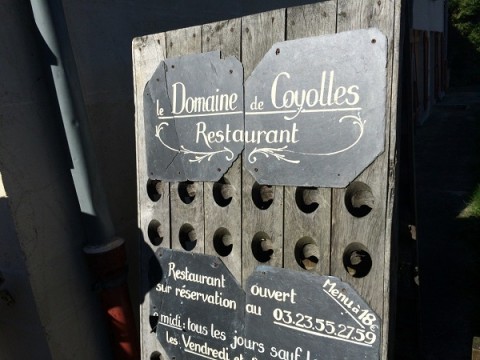 le Domaine de Coyolles
Restaurant
Restaurant ouvert
sur réservation au 03.23.55.27.59
Menu à 18€
midi: tous les jours sauf
les Vendredi et